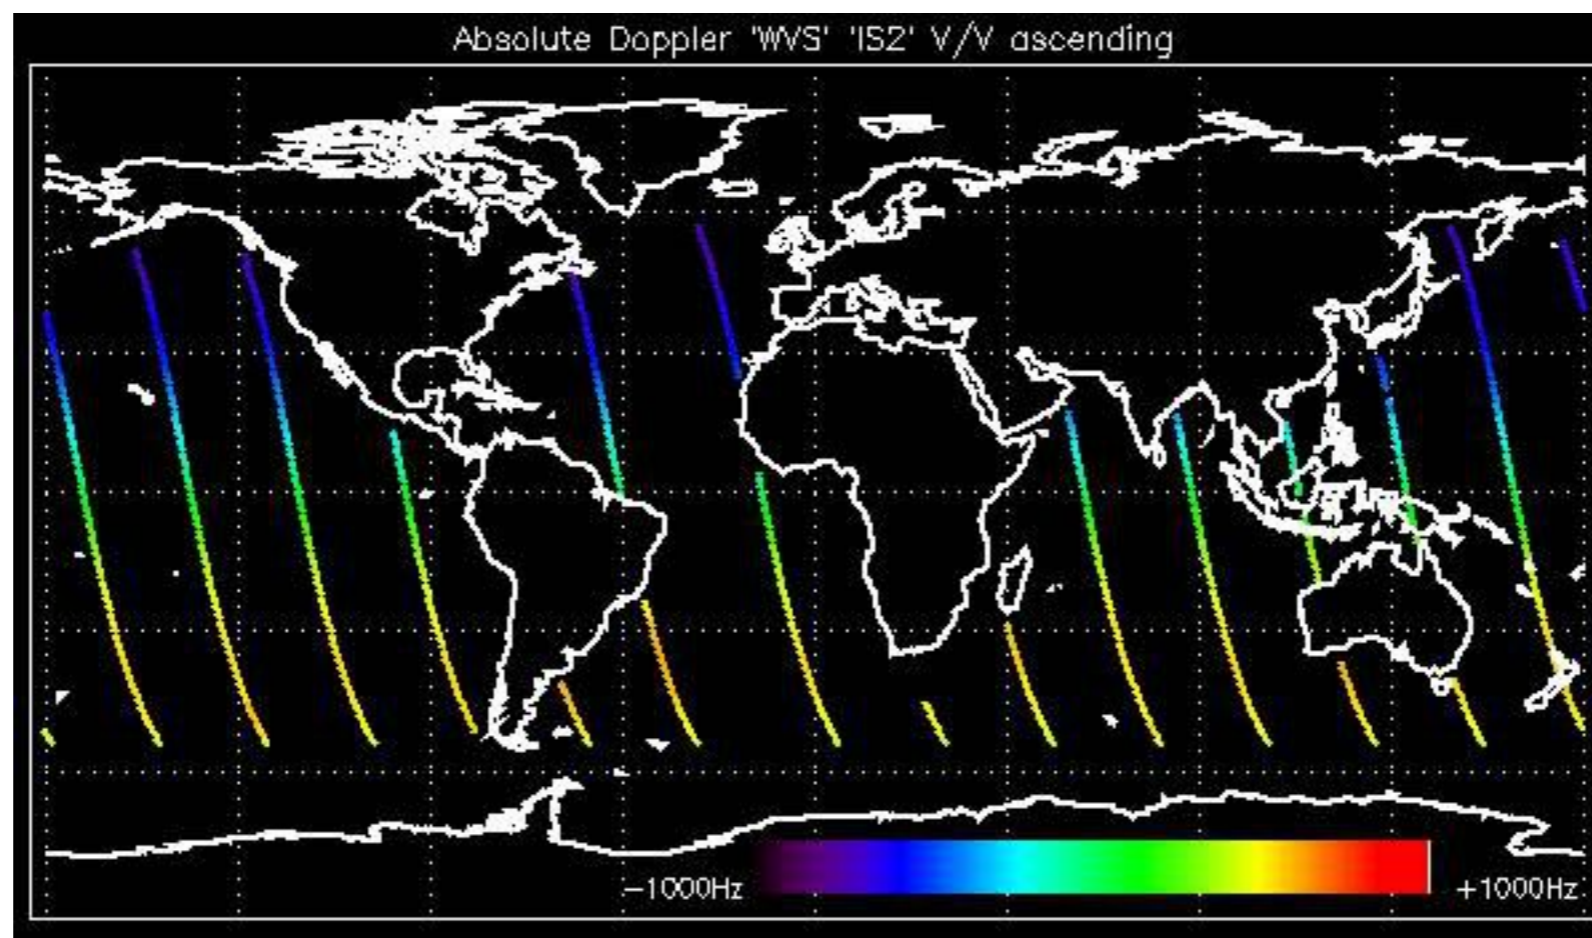 Absolute Doppler 'WVS' 'IS2' V/V ascending
-1000Hz +1000Hz